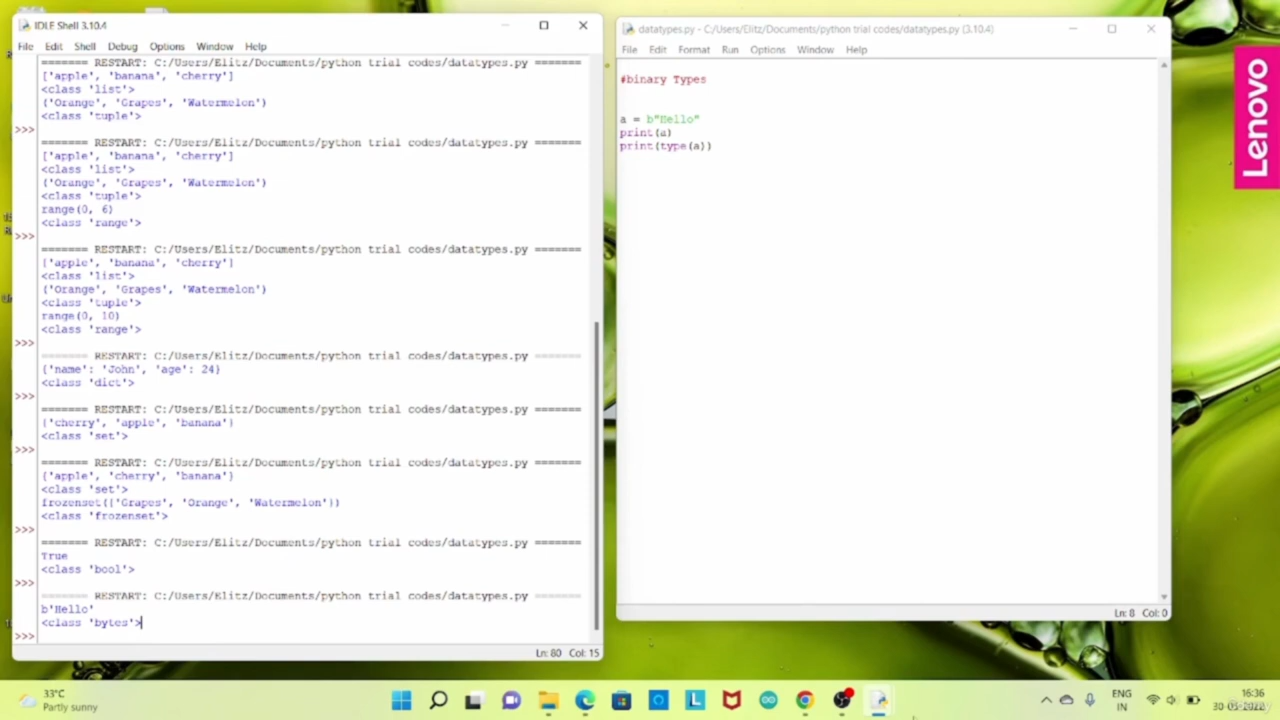 IDLE Shell 3.10.4
File Edit Shell Debug Options Window Help
======= RESTART: C:/Users/Elitz/Documents/python trial codes/datatypes.py =======
['apple', 'banana', 'cherry']
<class 'list'>
('Orange', 'Grapes', 'Watermelon')
<class 'tuple'>
>>>
======= RESTART: C:/Users/Elitz/Documents/python trial codes/datatypes.py =======
['apple', 'banana', 'cherry']
<class 'list'>
('Orange', 'Grapes', 'Watermelon')
<class 'tuple'>
range(0, 6)
<class 'range'>
>>>
======= RESTART: C:/Users/Elitz/Documents/python trial codes/datatypes.py =======
['apple', 'banana', 'cherry']
<class 'list'>
('Orange', 'Grapes', 'Watermelon')
<class 'tuple'>
range(0, 10)
<class 'range'>
>>>
======= RESTART: C:/Users/Elitz/Documents/python trial codes/datatypes.py =======
{'name': 'John', 'age': 24}
<class 'dict'>
>>>
======= RESTART: C:/Users/Elitz/Documents/python trial codes/datatypes.py =======
{'cherry', 'apple', 'banana'}
<class 'set'>
>>>
======= RESTART: C:/Users/Elitz/Documents/python trial codes/datatypes.py =======
{'apple', 'cherry', 'banana'}
<class 'set'>
frozenset({'Grapes', 'Orange', 'Watermelon'})
<class 'frozenset'>
>>>
======= RESTART: C:/Users/Elitz/Documents/python trial codes/datatypes.py =======
True
<class 'bool'>
>>>
======= RESTART: C:/Users/Elitz/Documents/python trial codes/datatypes.py =======
b'Hello'
<class 'bytes'>
>>>
Ln: 80 Col: 15
datatypes.py - C:/Users/Elitz/Documents/python trial codes/datatypes.py (3.10.4)
File Edit Format Run Options Window Help
#binary Types
a = b"Hello"
print(a)
print(type(a))
Ln: 8 Col: 0
Lenovo
33°C
Partly sunny
ENG
IN
16:36